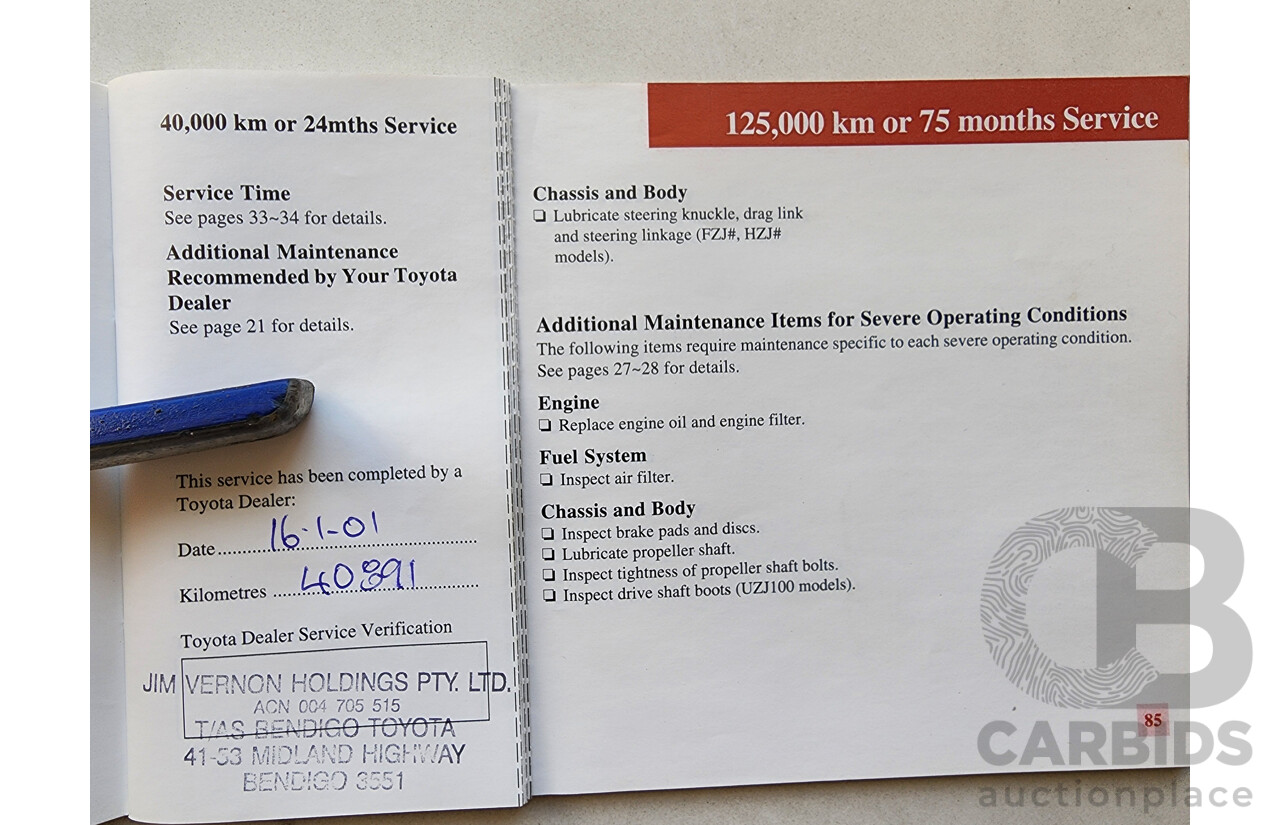 40,000 km or 24mths Service
Service Time
See pages 33~34 for details.
Additional Maintenance
Recommended by Your Toyota
Dealer
See page 21 for details.
This service has been completed by a
Toyota Dealer:
Date 16·1-01
Kilometres 40891
Toyota Dealer Service Verification
JIM VERNON HOLDINGS PTY. LTD.
ACN 004 705 515
T/AS BENDIGO TOYOTA
41-53 MIDLAND HIGHWAY
BENDIGO 3551
125,000 km or 75 months Service
Chassis and Body
❏ Lubricate steering knuckle, drag link
and steering linkage (FZJ#, HZJ#
models).
Additional Maintenance Items for Severe Operating Conditions
The following items require maintenance specific to each severe operating condition.
See pages 27~28 for details.
Engine
❏ Replace engine oil and engine filter.
Fuel System
❏ Inspect air filter.
Chassis and Body
❏ Inspect brake pads and discs.
❏ Lubricate propeller shaft.
❏ Inspect tightness of propeller shaft bolts.
❏ Inspect drive shaft boots (UZJ100 models).
85
CB
CARBIDS
auctionplace